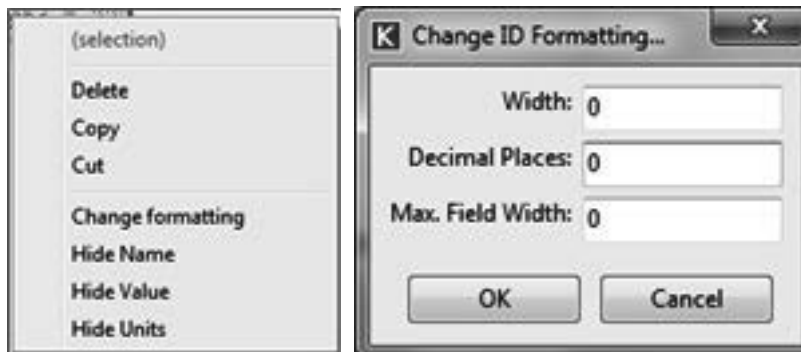 (selection)
Delete
Copy
Cut
Change formatting
Hide Name
Hide Value
Hide Units
K Change ID Formatting...
Width: 0
Decimal Places: 0
Max. Field Width: 0
OK Cancel